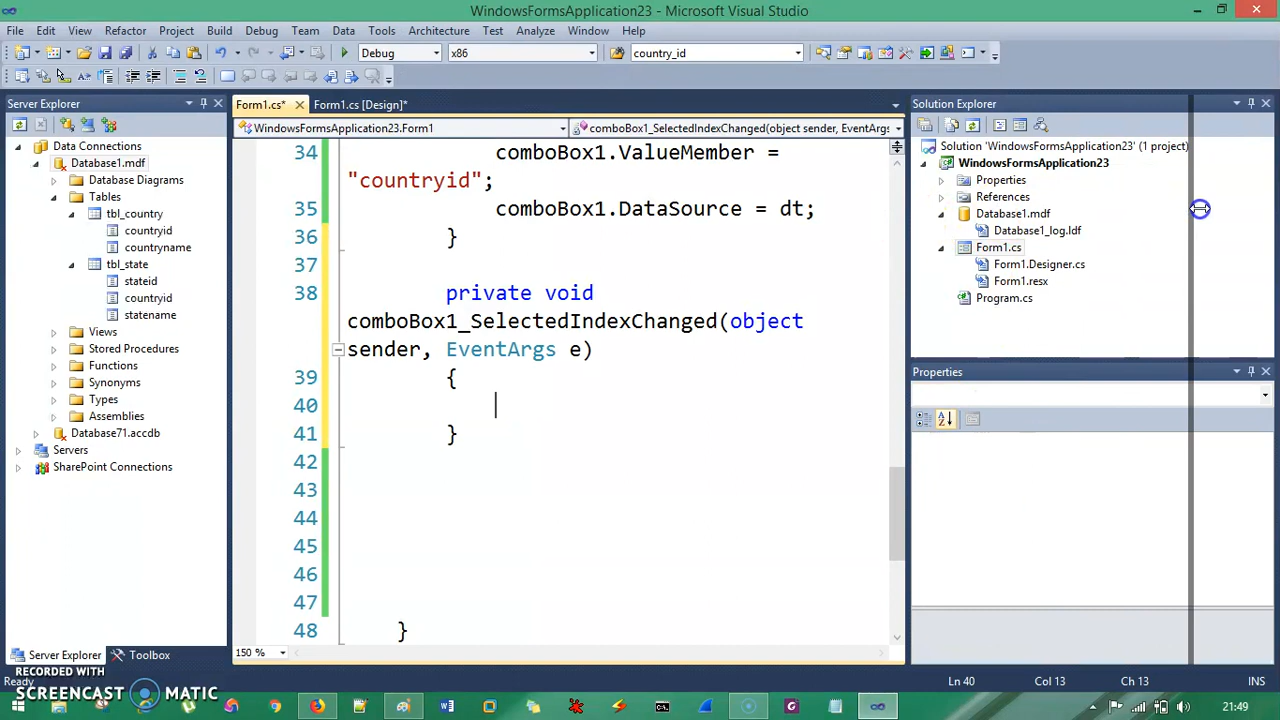 WindowsFormsApplication23 - Microsoft Visual Studio
File Edit View Refactor Project Build Debug Team Data Tools Architecture Test Analyze Window Help
Debug x86 country_id
Server Explorer
Data Connections
Database1.mdf
Database Diagrams
Tables
tbl_country
countryid
countryname
tbl_state
stateid
countryid
statename
Views
Stored Procedures
Functions
Synonyms
Types
Assemblies
Database71.accdb
Servers
SharePoint Connections
Server Explorer Toolbox
Form1.cs* Form1.cs [Design]*
WindowsFormsApplication23.Form1 comboBox1_SelectedIndexChanged(object sender, EventArgs
34 comboBox1.ValueMember =
"countryid";
35 comboBox1.DataSource = dt;
36 }
37
38 private void
comboBox1_SelectedIndexChanged(object
sender, EventArgs e)
39 {
40
41 }
42
43
44
45
46
47
48 }
150 %
Solution Explorer
Solution 'WindowsFormsApplication23' (1 project)
WindowsFormsApplication23
Properties
References
Database1.mdf
Database1_log.ldf
Form1.cs
Form1.Designer.cs
Form1.resx
Program.cs
Properties
Ready Ln 40 Col 13 Ch 13 INS
RECORDED WITH
SCREENCAST MATIC
21:49